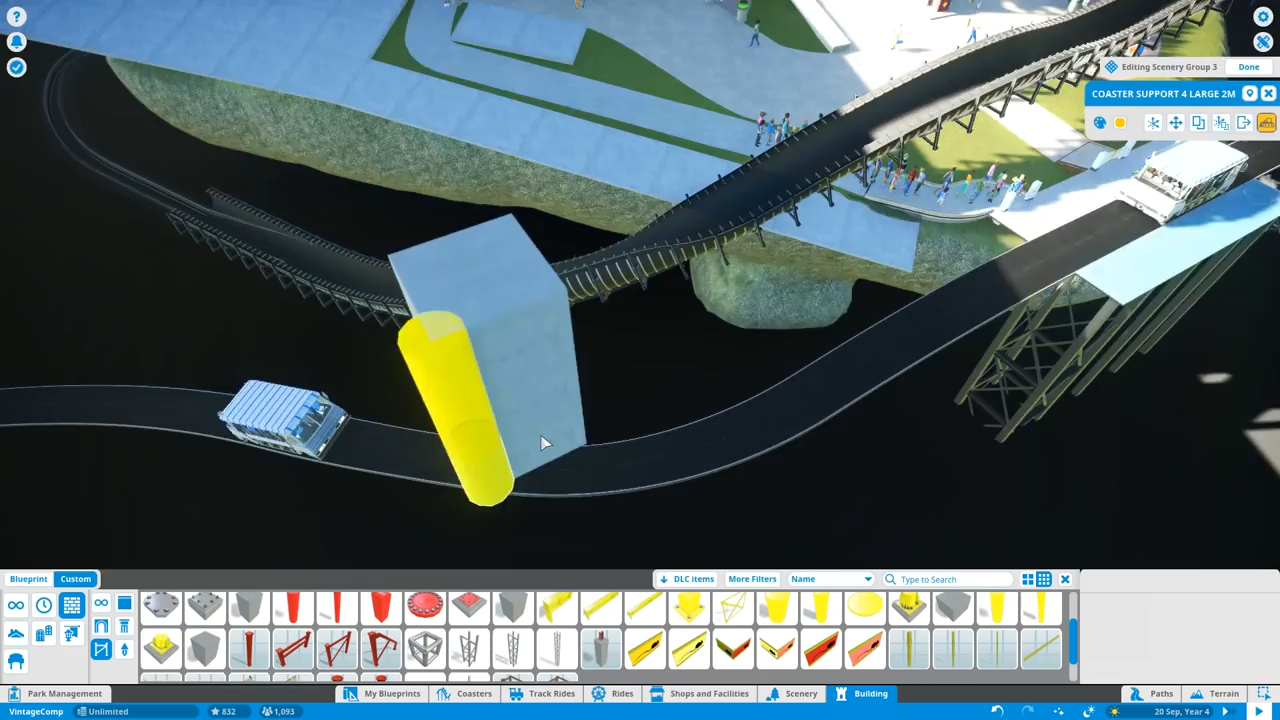 Editing Scenery Group 3 Done
COASTER SUPPORT 4 LARGE 2M
Blueprint Custom
DLC items More Filters Name Type to Search
Park Management My Blueprints Coasters Track Rides Rides Shops and Facilities Scenery Building Paths Terrain
VintageComp Unlimited 832 1,093 20 Sep, Year 4